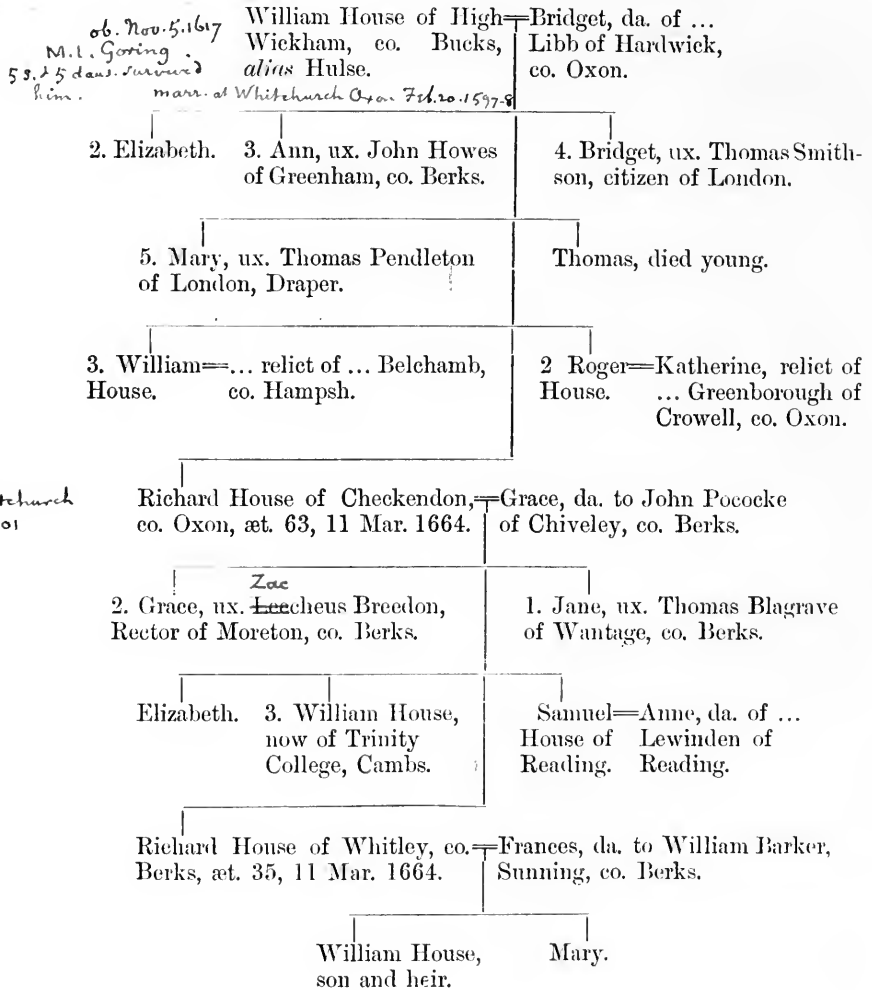 ob. Nov. 5. 1617
M.I. Goring.
5 s. & 5 daus. survived
him.
William House of High Wickham, co. Bucks, alias Hulse.
Bridget, da. of ...
Libb of Hardwick,
co. Oxon.
marr. at Whitchurch Oxon Feb. 20. 1597-8
2. Elizabeth.
3. Ann, ux. John Howes
of Greenham, co. Berks.
4. Bridget, ux. Thomas Smith-
son, citizen of London.
5. Mary, ux. Thomas Pendleton
of London, Draper.
Thomas, died young.
3. William=... relict of ... Belchamb,
House. co. Hampsh.
2 Roger=Katherine, relict of
House. ... Greenborough of
Crowell, co. Oxon.
tchurch
01
Richard House of Checkendon,
co. Oxon, æt. 63, 11 Mar. 1664.
Grace, da. to John Pococke
of Chiveley, co. Berks.
Zac
2. Grace, ux. Leecheus Breedon,
Rector of Moreton, co. Berks.
1. Jane, ux. Thomas Blagrave
of Wantage, co. Berks.
Elizabeth.
3. William House,
now of Trinity
College, Cambs.
Samuel=Anne, da. of ...
House of Lewinden of
Reading. Reading.
Richard House of Whitley, co.
Berks, æt. 35, 11 Mar. 1664.
Frances, da. to William Barker,
Sunning, co. Berks.
William House,
son and heir.
Mary.